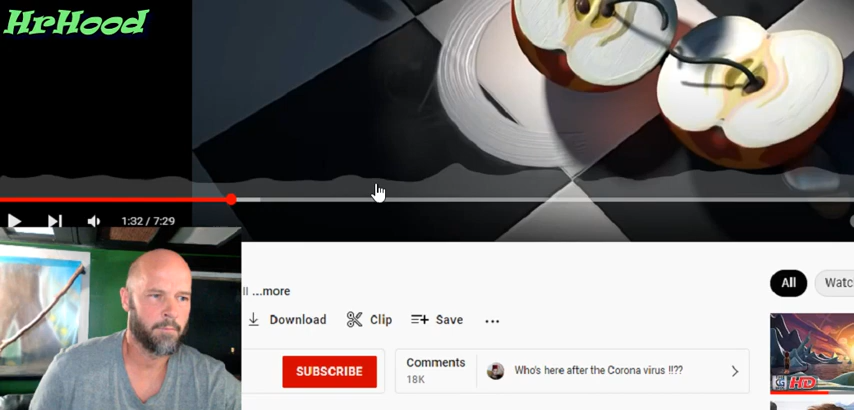 HrHood
1:32 / 7:29
ll ...more
Download Clip Save ...
All Watc
SUBSCRIBE
Comments
18K
Who's here after the Corona virus !!??
HD